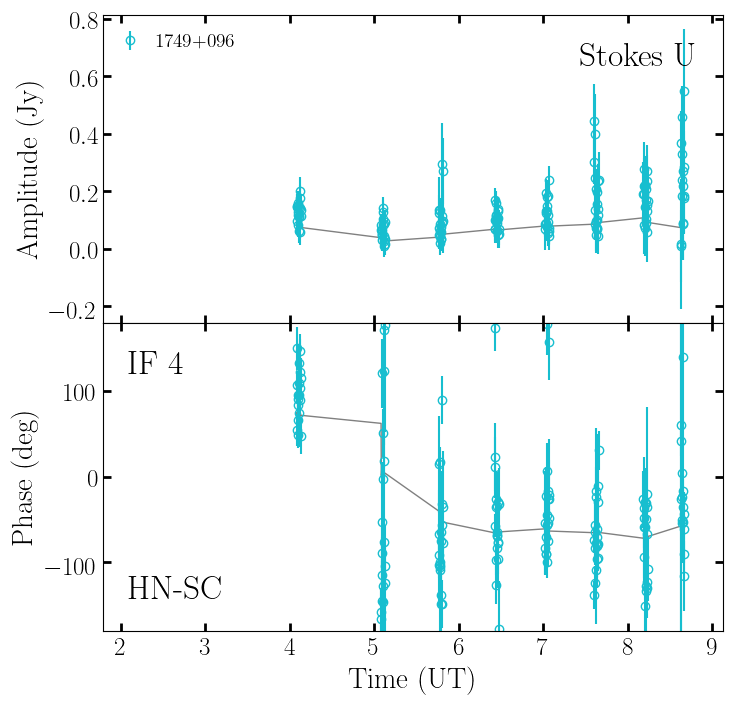 1749+096
Stokes U
0.8
0.6
0.4
0.2
0.0
−0.2
Amplitude (Jy)
IF 4
100
0
−100
Phase (deg)
HN-SC
2 3 4 5 6 7 8 9
Time (UT)